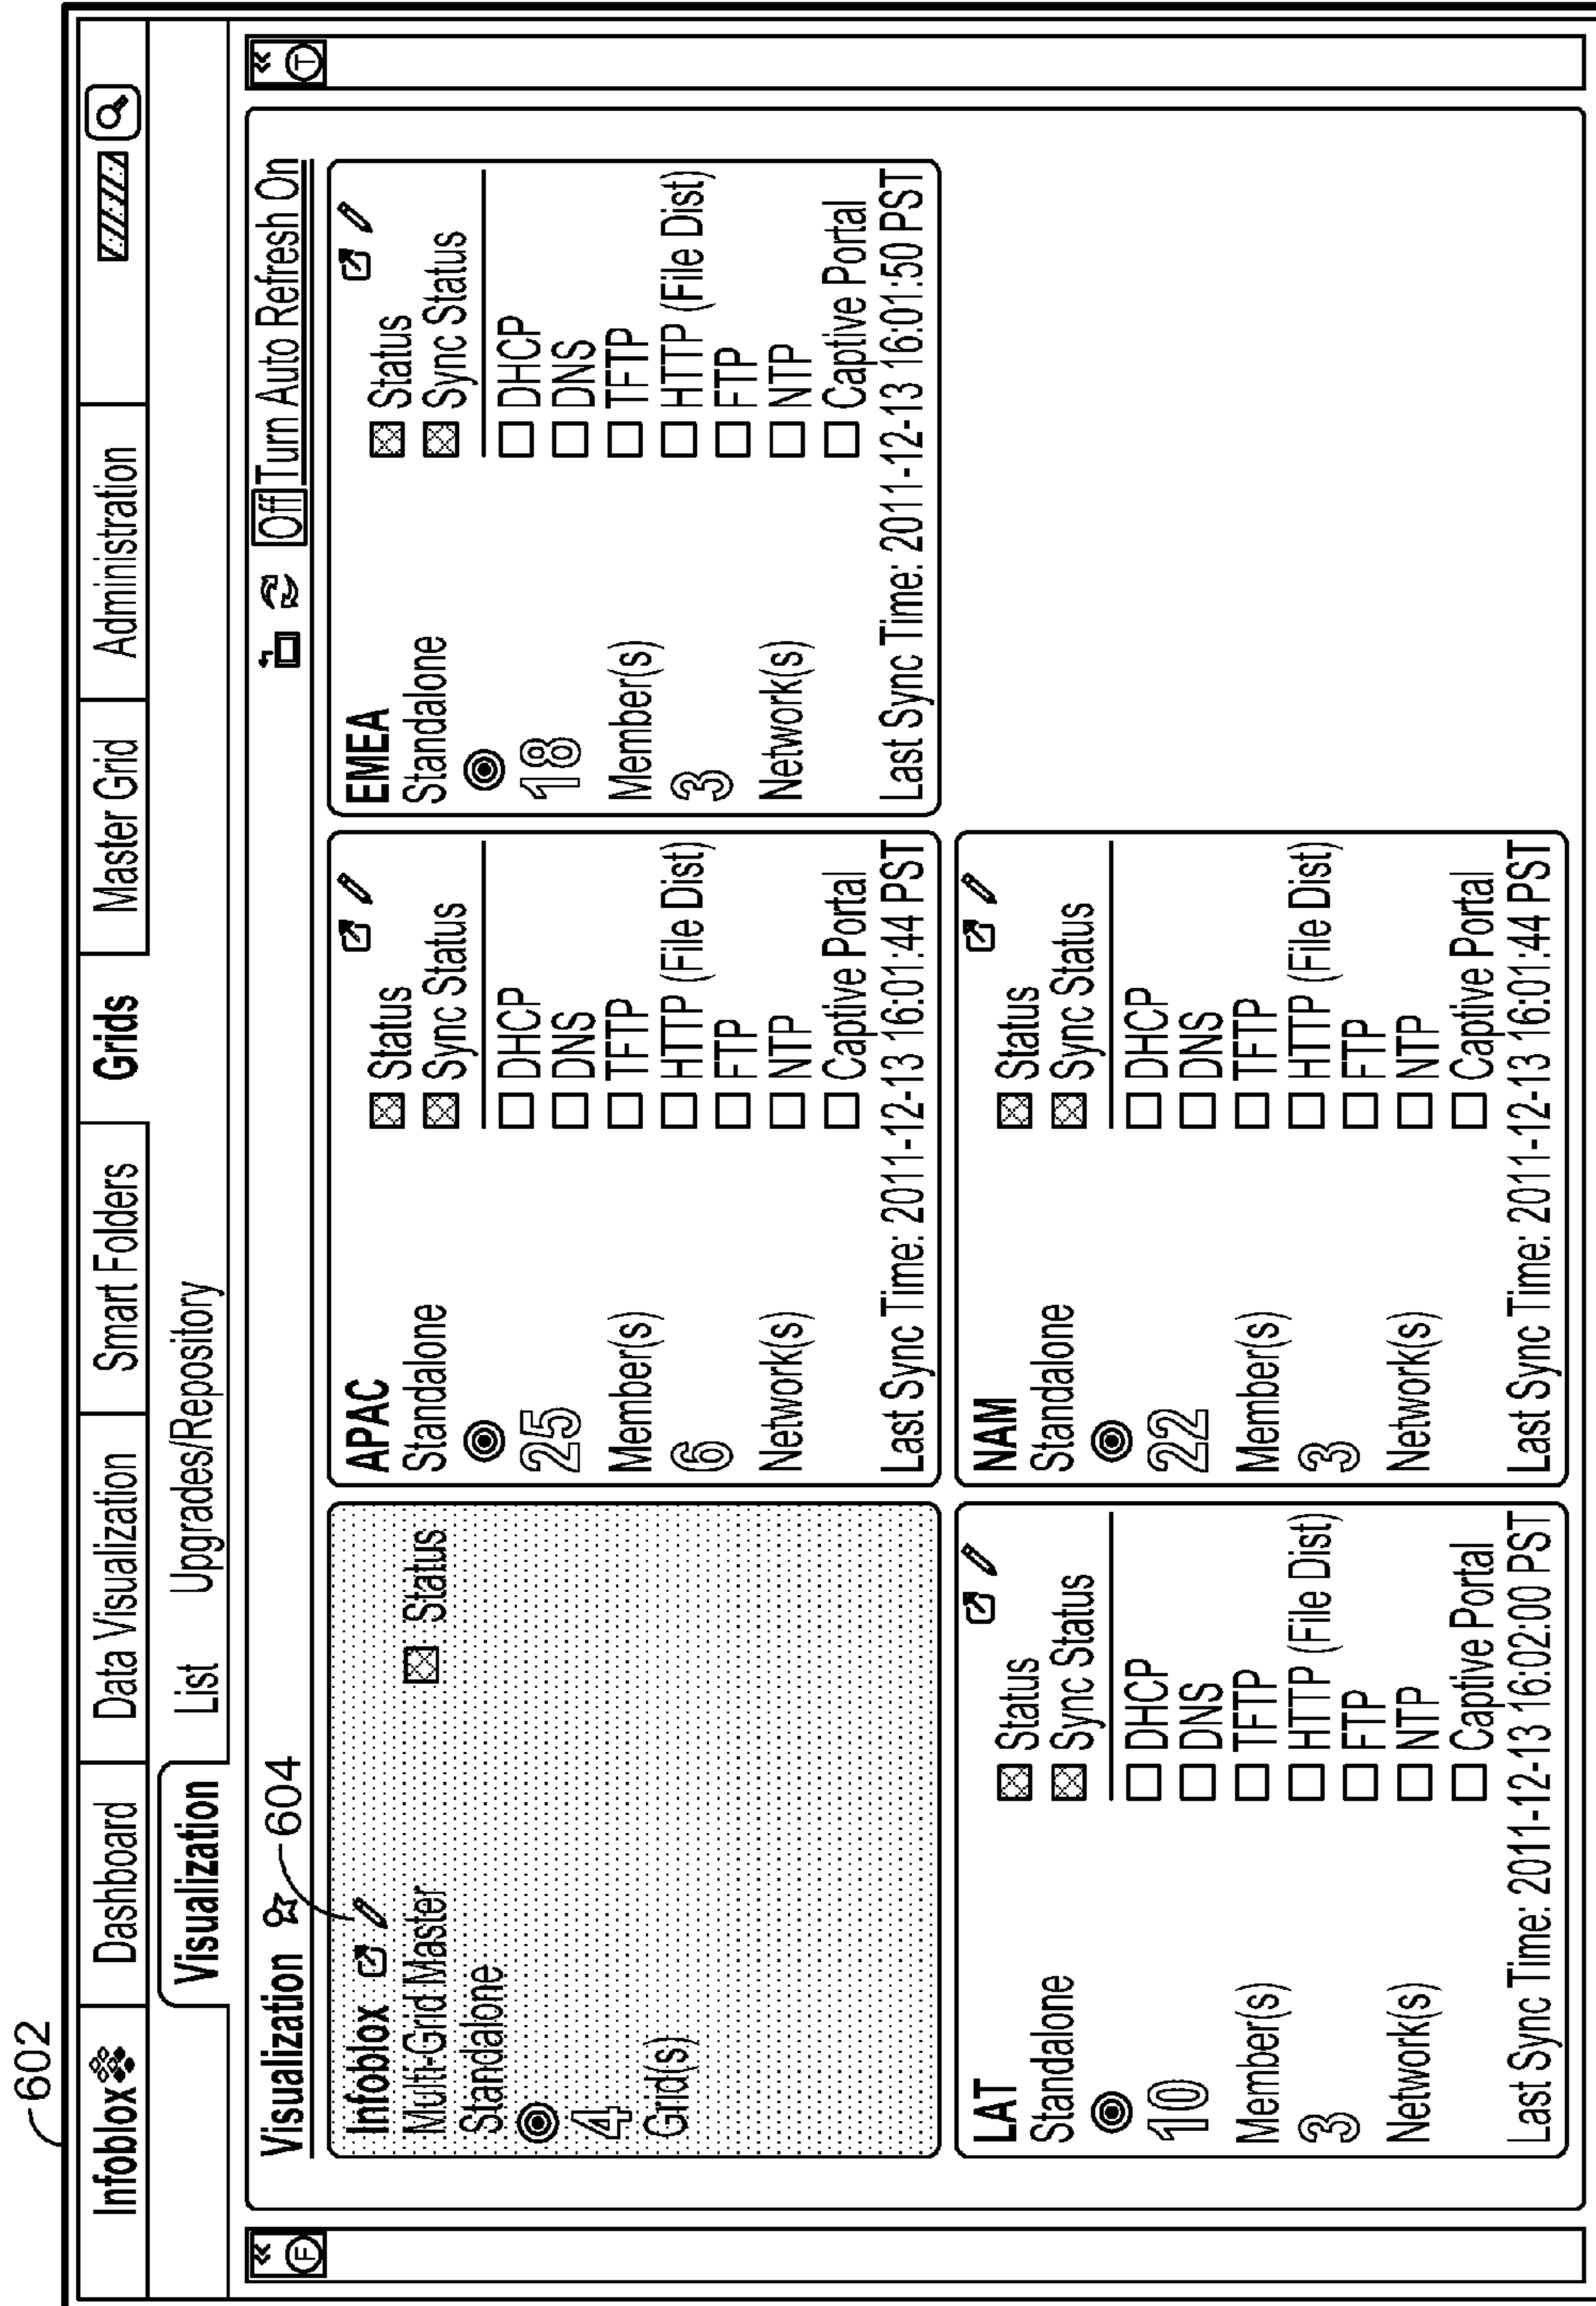 602
Infoblox
Dashboard
Data Visualization
Smart Folders
Grids
Master Grid
Administration
Visualization
List
Upgrades/Repository
F
T
Visualization
604
Off Turn Auto Refresh On
Infoblox
Multi-Grid Master
Standalone
4
Grid(s)
Status
APAC
Standalone
25
Member(s)
6
Network(s)
Status
Sync Status
DHCP
DNS
TFTP
HTTP (File Dist)
FTP
NTP
Captive Portal
Last Sync Time: 2011-12-13 16:01:44 PST
EMEA
Standalone
18
Member(s)
3
Network(s)
Status
Sync Status
DHCP
DNS
TFTP
HTTP (File Dist)
FTP
NTP
Captive Portal
Last Sync Time: 2011-12-13 16:01:50 PST
LAT
Standalone
10
Member(s)
3
Network(s)
Status
Sync Status
DHCP
DNS
TFTP
HTTP (File Dist)
FTP
NTP
Captive Portal
Last Sync Time: 2011-12-13 16:02:00 PST
NAM
Standalone
22
Member(s)
3
Network(s)
Status
Sync Status
DHCP
DNS
TFTP
HTTP (File Dist)
FTP
NTP
Captive Portal
Last Sync Time: 2011-12-13 16:01:44 PST